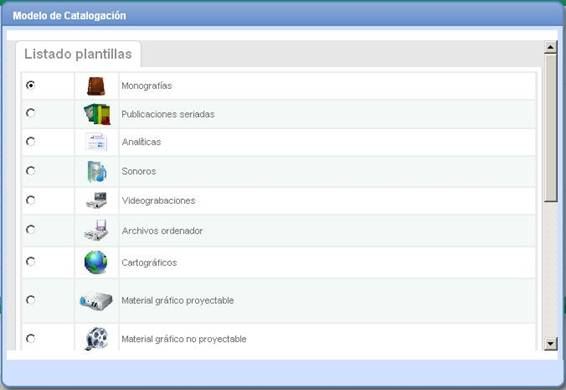 Modelo de Catalogación
Listado plantillas
Monografías
Publicaciones seriadas
Analíticas
Sonoros
Videograbaciones
Archivos ordenador
Cartográficos
Material gráfico proyectable
Material gráfico no proyectable